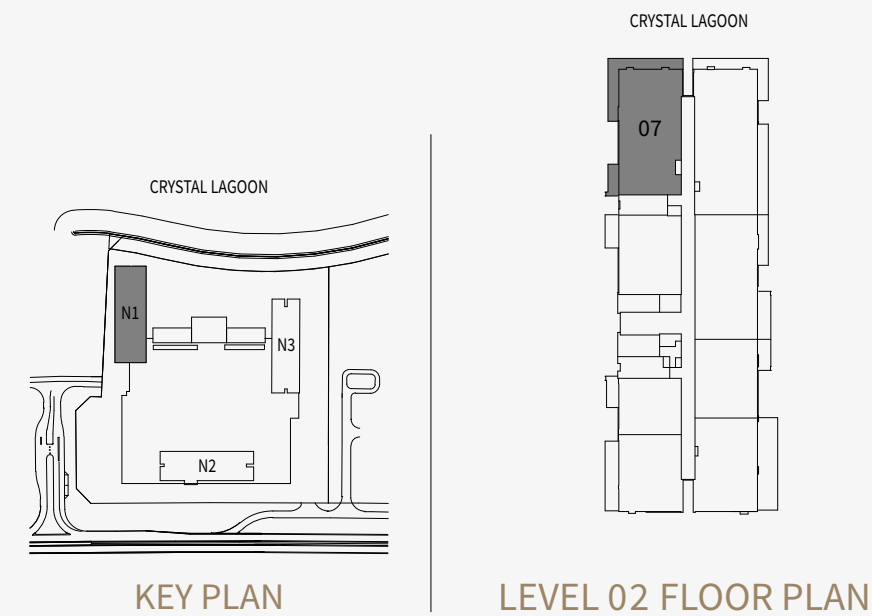 CRYSTAL LAGOON
N1
N3
N2
KEY PLAN
CRYSTAL LAGOON
07
LEVEL 02 FLOOR PLAN